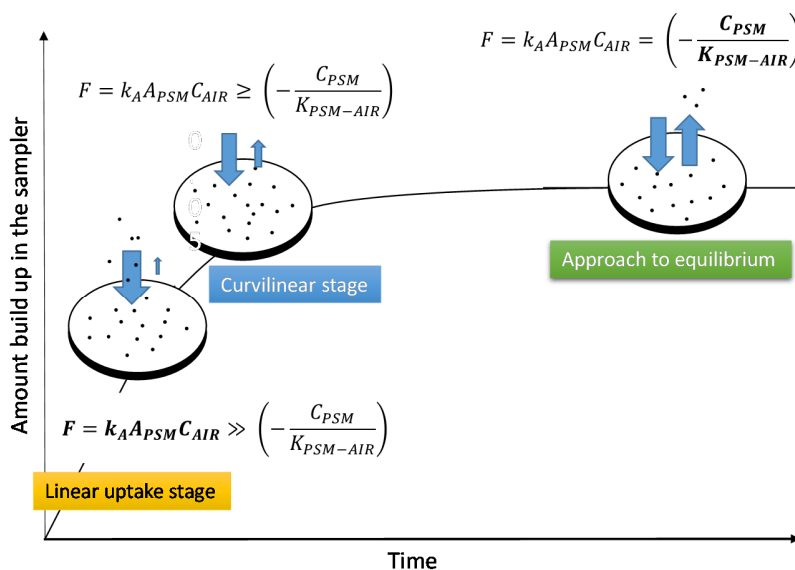 F = k_A A_PSM C_AIR = (− C_PSM / K_PSM−AIR)
F = k_A A_PSM C_AIR ≥ (− C_PSM / K_PSM−AIR)
0
.
0
5
Approach to equilibrium
Curvilinear stage
F = k_A A_PSM C_AIR ≫ (− C_PSM / K_PSM−AIR)
Linear uptake stage
Amount build up in the sampler
Time